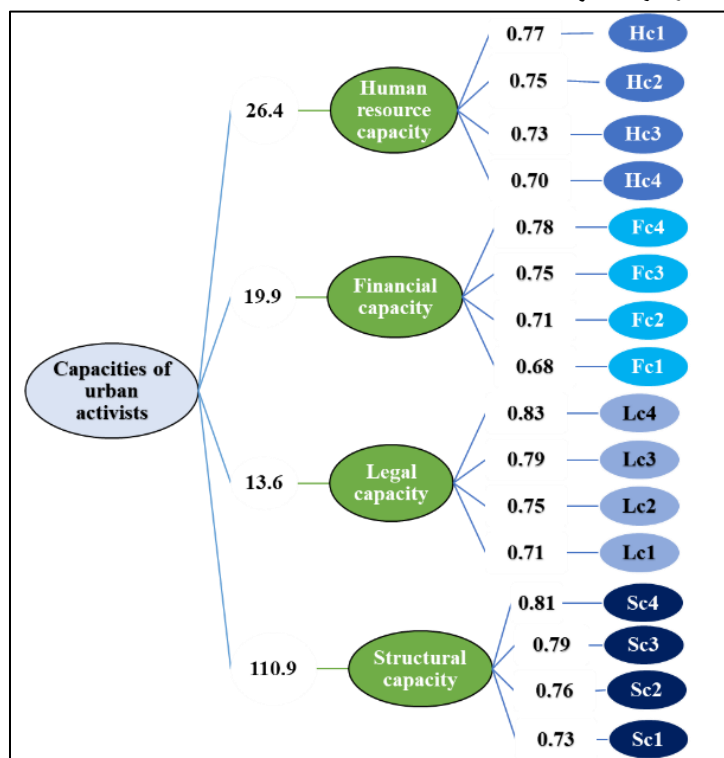 0.77 Hc1
Human
resource
capacity
0.75 Hc2
26.4
0.73 Hc3
0.70 Hc4
0.78 Fc4
0.75 Fc3
Financial
capacity
19.9
0.71 Fc2
0.68 Fc1
Capacities of
urban
activists
0.83 Lc4
0.79 Lc3
Legal
capacity
13.6
0.75 Lc2
0.71 Lc1
0.81 Sc4
0.79 Sc3
Structural
capacity
110.9
0.76 Sc2
0.73 Sc1